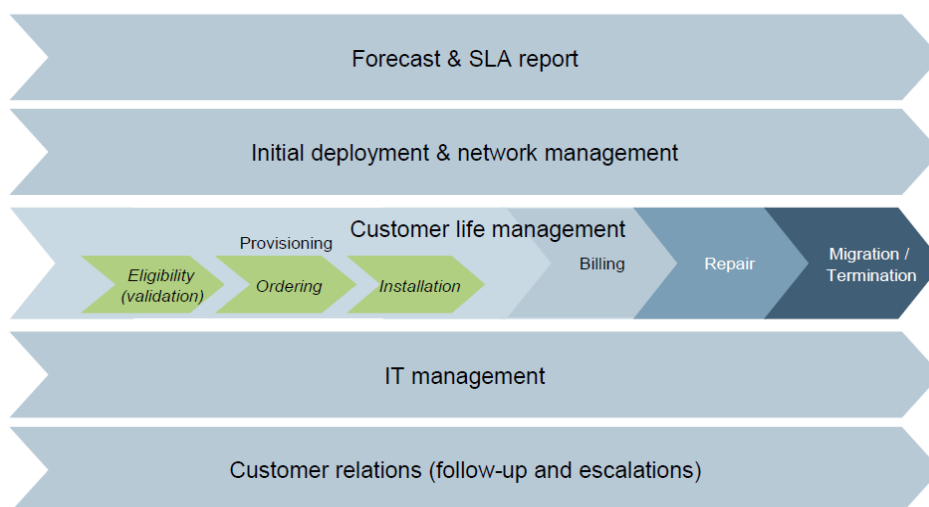 Forecast & SLA report
Initial deployment & network management
Customer life management
Provisioning
Eligibility
(validation)
Ordering
Installation
Billing
Repair
Migration /
Termination
IT management
Customer relations (follow-up and escalations)